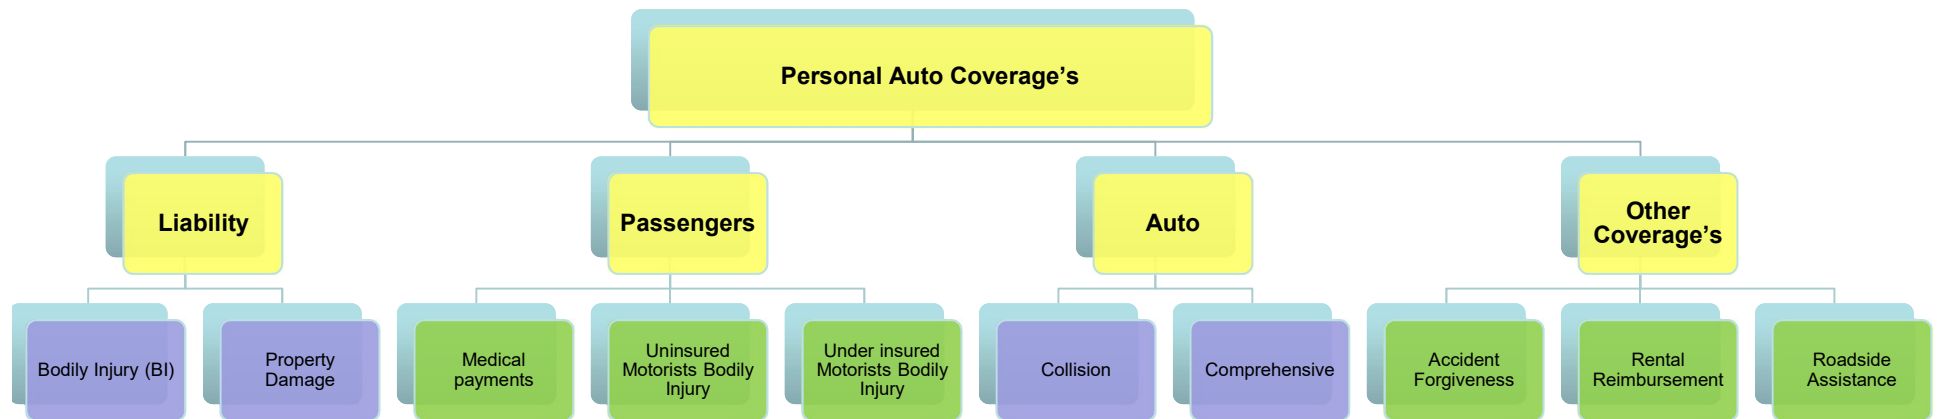 Personal Auto Coverage's
Liability
Passengers
Auto
Other
Coverage's
Bodily Injury (BI)
Property
Damage
Medical
payments
Uninsured
Motorists Bodily
Injury
Under insured
Motorists Bodily
Injury
Collision
Comprehensive
Accident
Forgiveness
Rental
Reimbursement
Roadside
Assistance